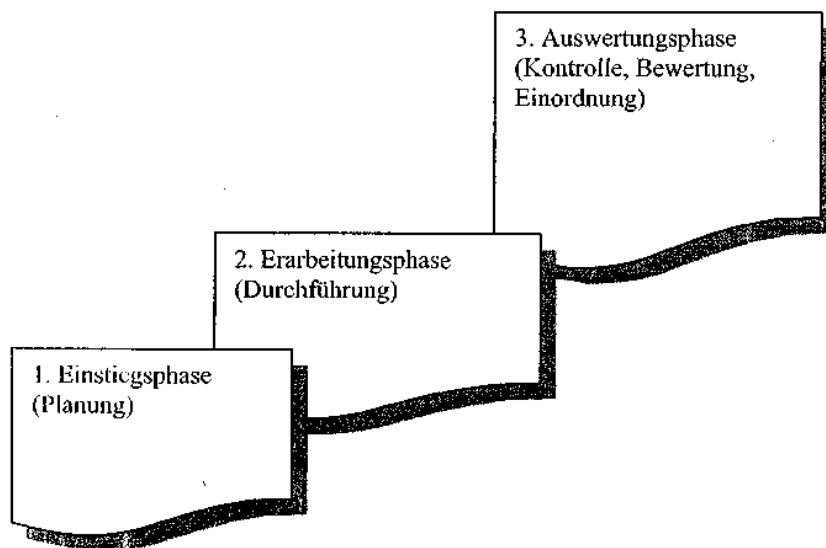 3. Auswertungsphase
(Kontrolle, Bewertung,
Einordnung)
2. Erarbeitungsphase
(Durchführung)
1. Einstiegsphase
(Planung)